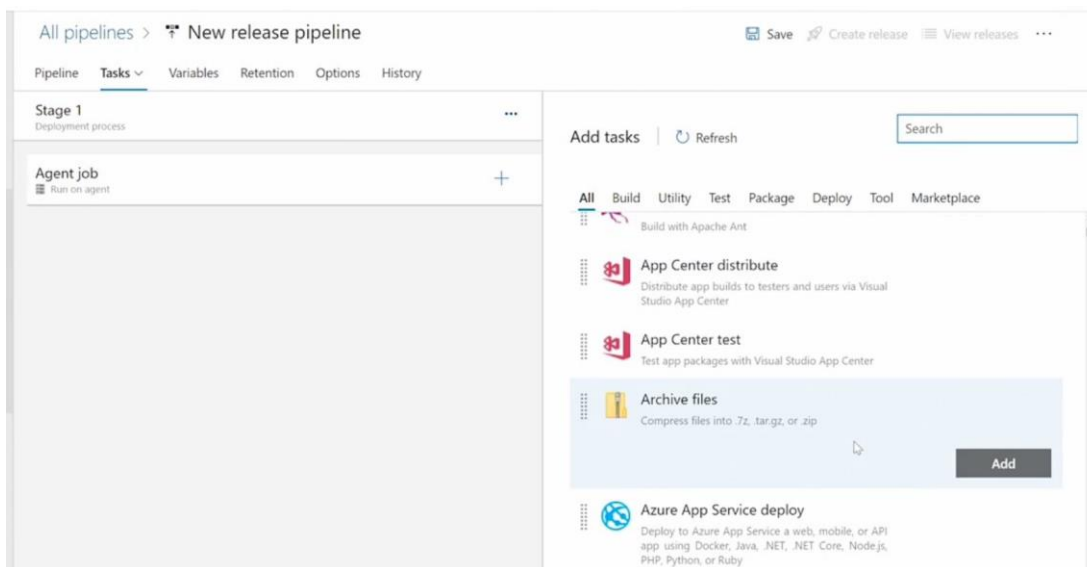 All pipelines > New release pipeline
Save Create release View releases ...
Pipeline Tasks Variables Retention Options History
Stage 1
Deployment process
...
Agent job
Run on agent
+
Add tasks | Refresh
Search
All Build Utility Test Package Deploy Tool Marketplace
Build with Apache Ant
App Center distribute
Distribute app builds to testers and users via Visual
Studio App Center
App Center test
Test app packages with Visual Studio App Center
Archive files
Compress files into .7z, .tar.gz, or .zip
Add
Azure App Service deploy
Deploy to Azure App Service a web, mobile, or API
app using Docker, Java, .NET, .NET Core, Node.js,
PHP, Python, or Ruby